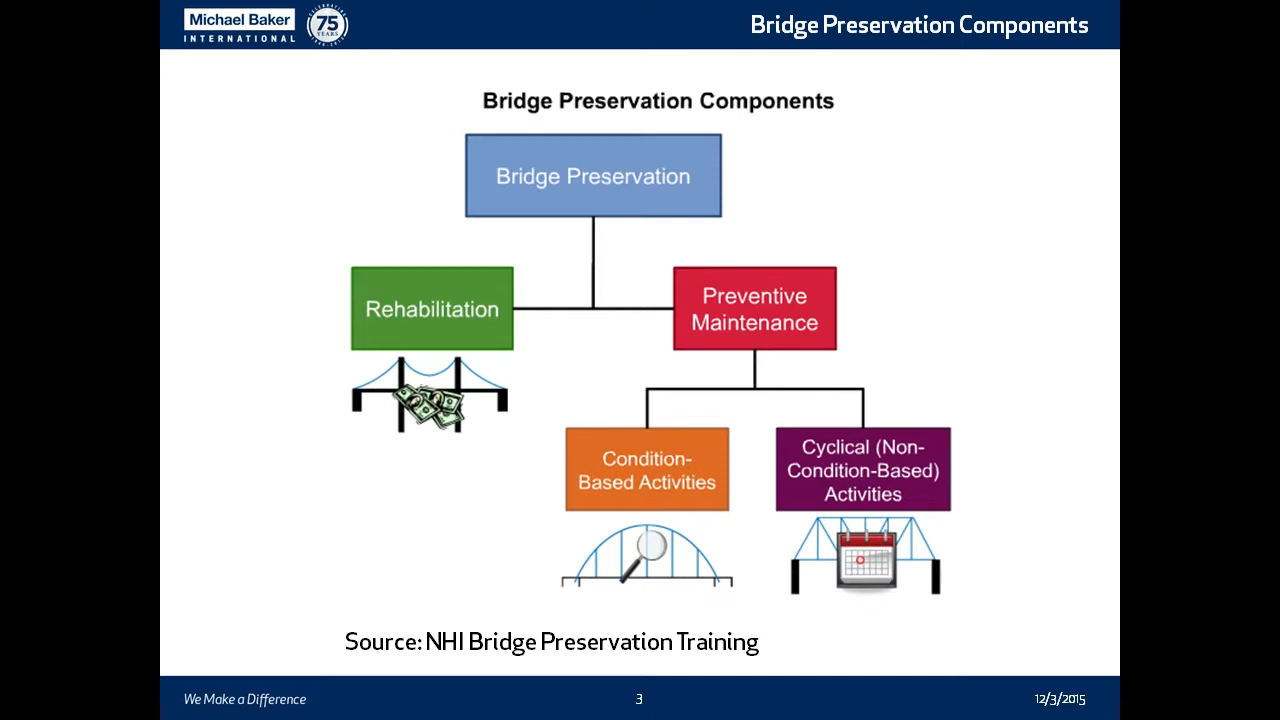 Michael Baker
INTERNATIONAL
75
YEARS
Bridge Preservation Components
Bridge Preservation Components
Bridge Preservation
Rehabilitation
Preventive
Maintenance
Condition-
Based Activities
Cyclical (Non-
Condition-Based)
Activities
Source: NHI Bridge Preservation Training
We Make a Difference
3
12/3/2015